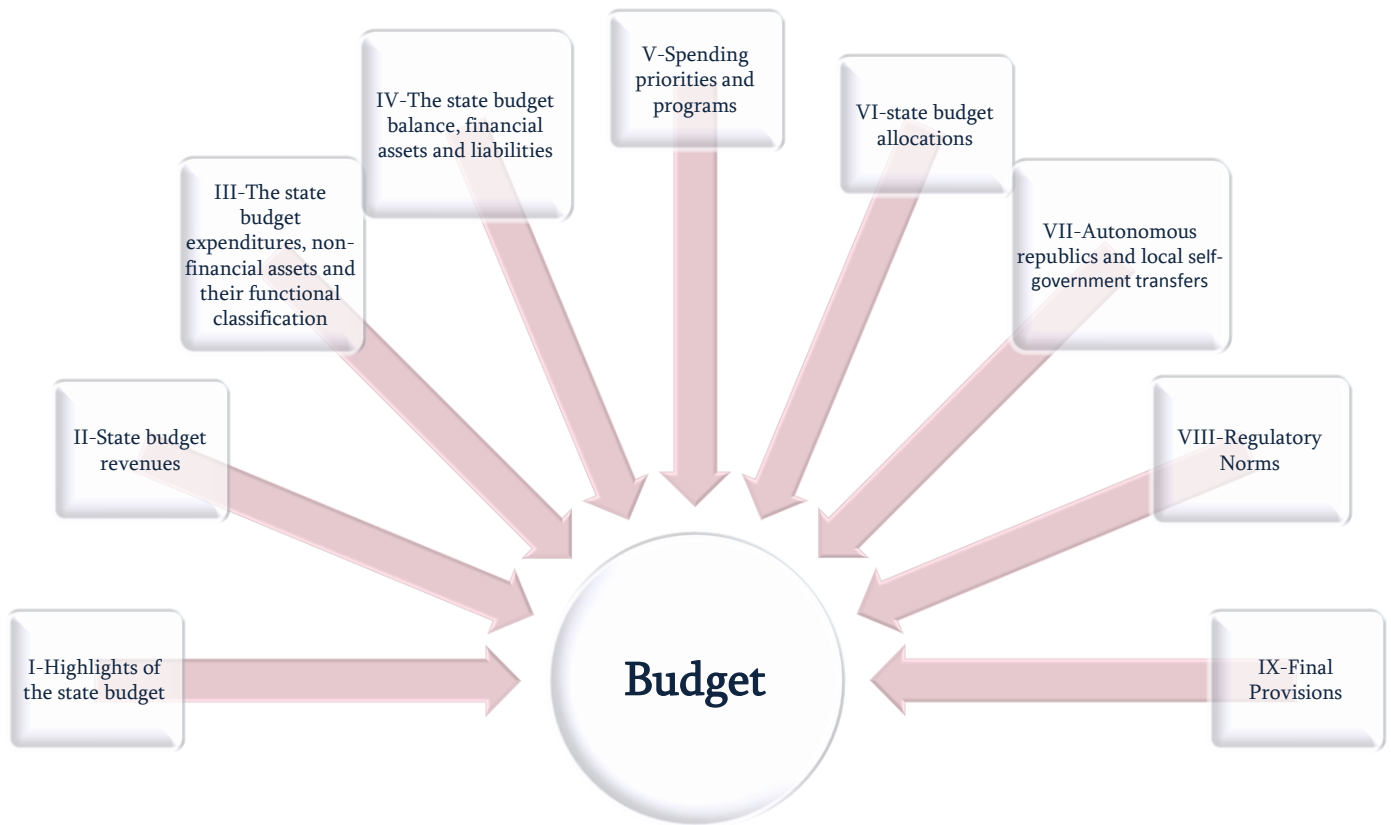 I-Highlights of
the state budget
II-State budget
revenues
III-The state
budget
expenditures, non-
financial assets and
their functional
classification
IV-The state budget
balance, financial
assets and liabilities
V-Spending
priorities and
programs
VI-state budget
allocations
VII-Autonomous
republics and local self-
government transfers
VIII-Regulatory
Norms
IX-Final
Provisions
Budget